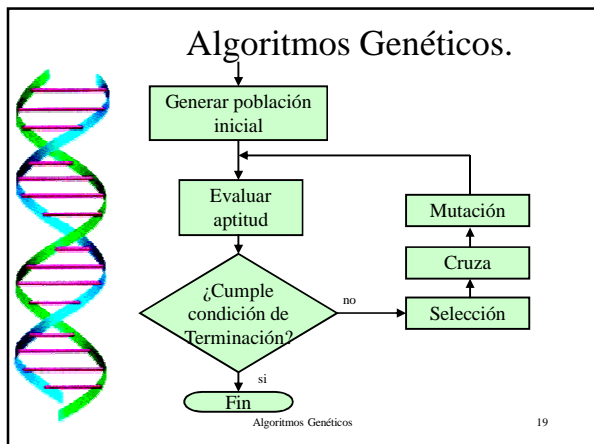 Algoritmos Genéticos.
Generar población
inicial
Evaluar
aptitud
¿Cumple
condición de
Terminación?
no
Selección
Cruza
Mutación
si
Fin
Algoritmos Genéticos
19